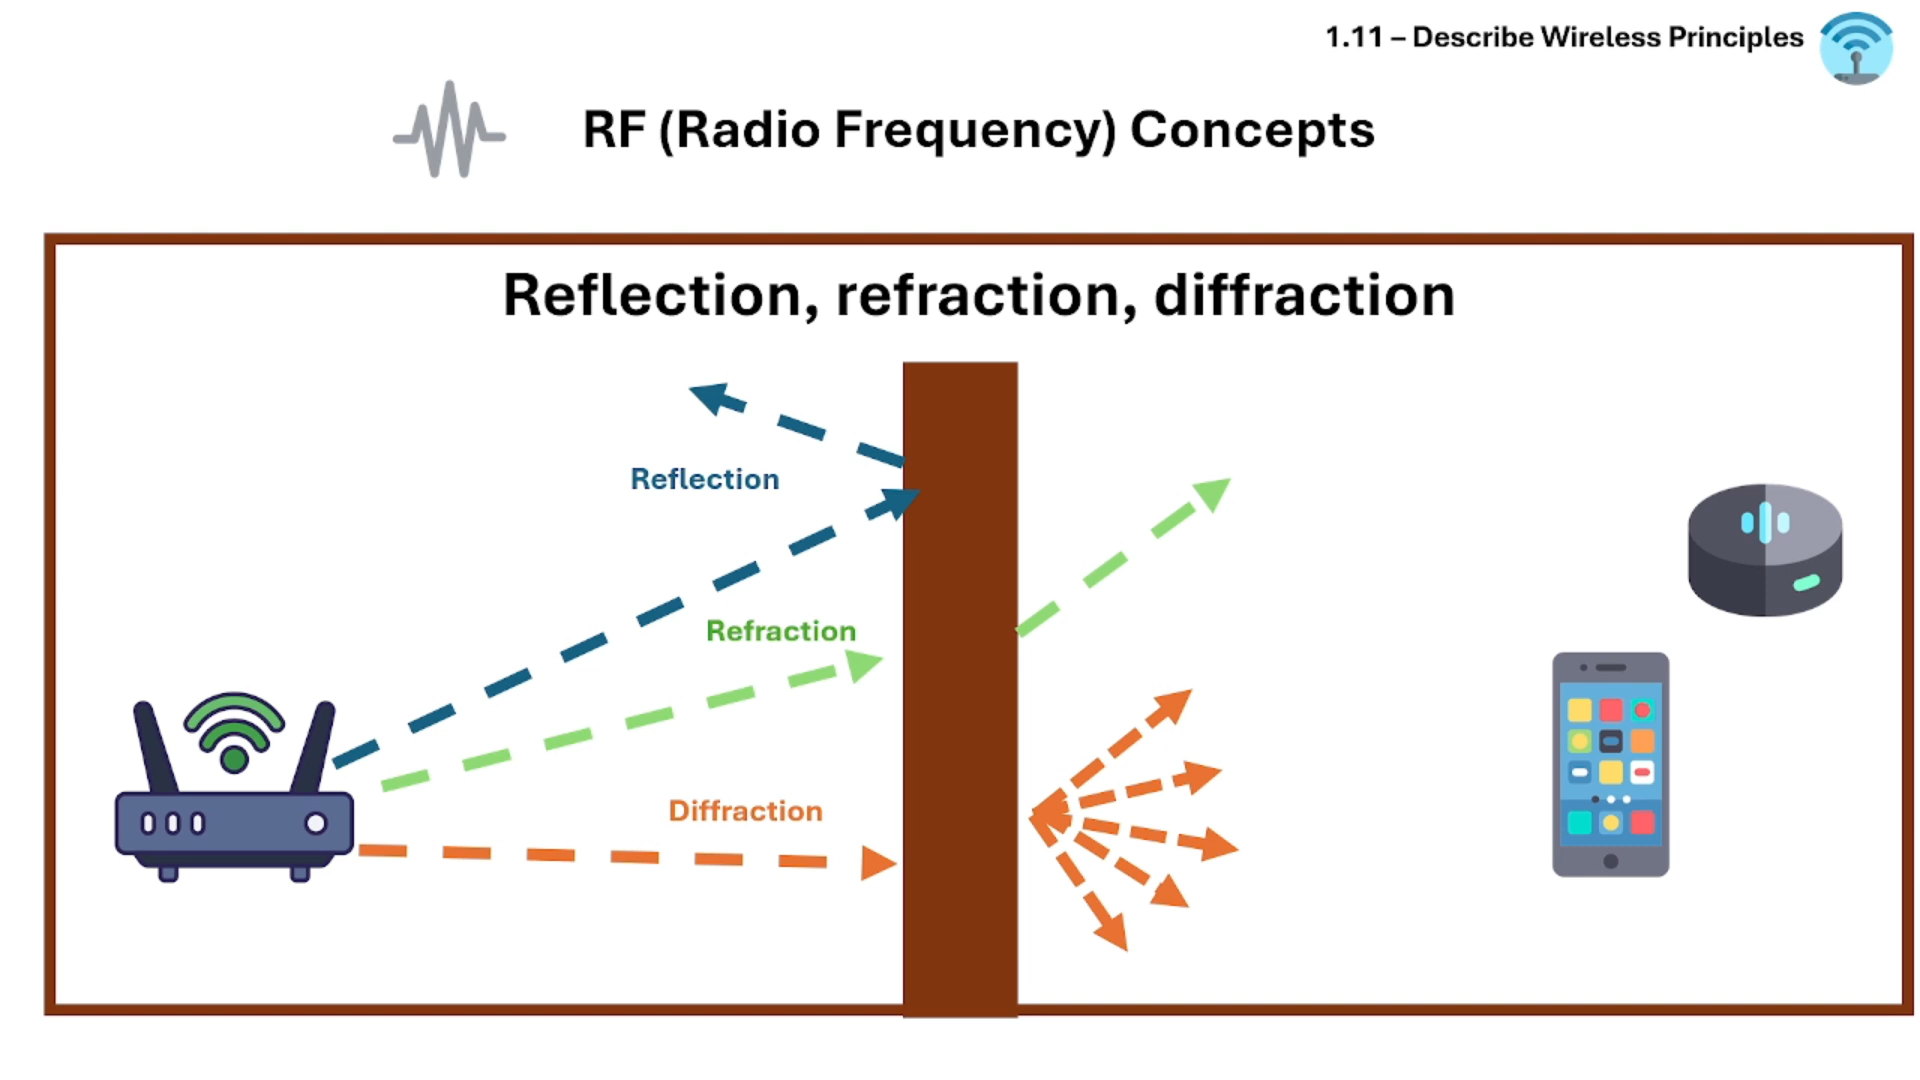 1.11 – Describe Wireless Principles
RF (Radio Frequency) Concepts
Reflection, refraction, diffraction
Reflection
Refraction
Diffraction